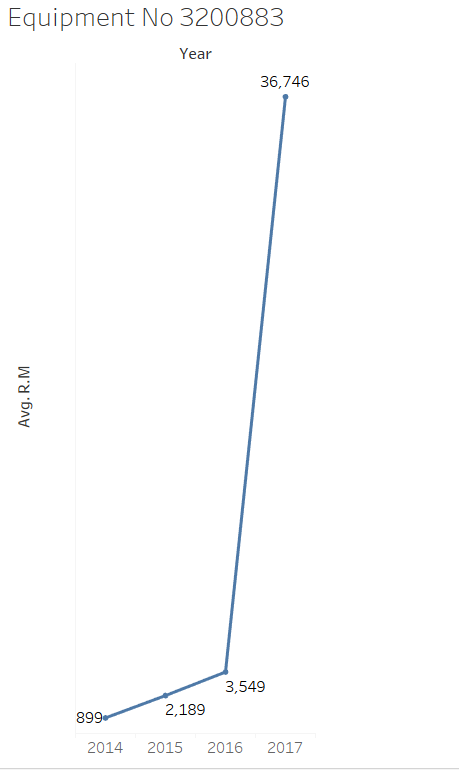 Equipment No 3200883
Year
36,746
Avg. R.M
3,549
2,189
899
2014 2015 2016 2017